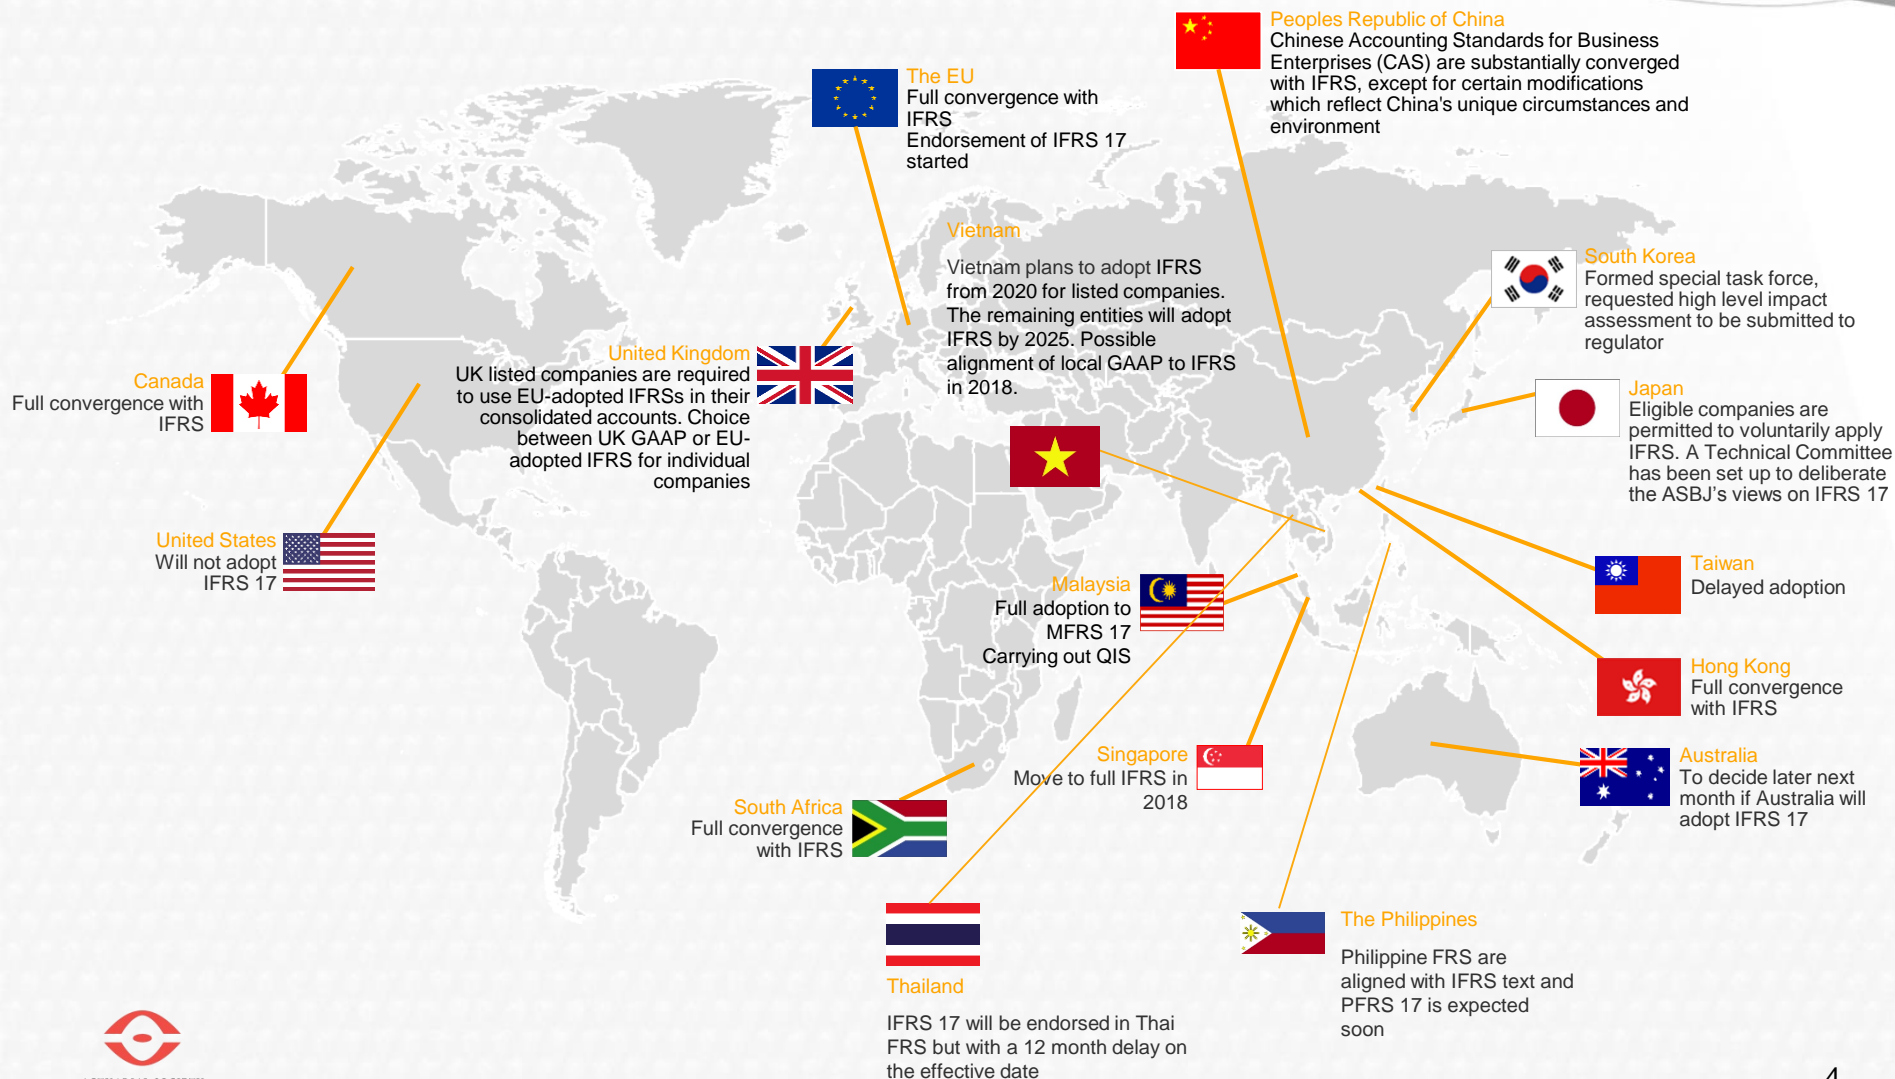 Peoples Republic of China
Chinese Accounting Standards for Business
Enterprises (CAS) are substantially converged
with IFRS, except for certain modifications
which reflect China's unique circumstances and
environment
The EU
Full convergence with
IFRS
Endorsement of IFRS 17
started
Vietnam
Vietnam plans to adopt IFRS
from 2020 for listed companies.
The remaining entities will adopt
IFRS by 2025. Possible
alignment of local GAAP to IFRS
in 2018.
South Korea
Formed special task force,
requested high level impact
assessment to be submitted to
regulator
United Kingdom
UK listed companies are required
to use EU-adopted IFRSs in their
consolidated accounts. Choice
between UK GAAP or EU-
adopted IFRS for individual
companies
Canada
Full convergence with
IFRS
Japan
Eligible companies are
permitted to voluntarily apply
IFRS. A Technical Committee
has been set up to deliberate
the ASBJ's views on IFRS 17
United States
Will not adopt
IFRS 17
Taiwan
Delayed adoption
Malaysia
Full adoption to
MFRS 17
Carrying out QIS
Hong Kong
Full convergence
with IFRS
Singapore
Move to full IFRS in
2018
Australia
To decide later next
month if Australia will
adopt IFRS 17
South Africa
Full convergence
with IFRS
The Philippines
Philippine FRS are
aligned with IFRS text and
PFRS 17 is expected
soon
Thailand
IFRS 17 will be endorsed in Thai
FRS but with a 12 month delay on
the effective date
4